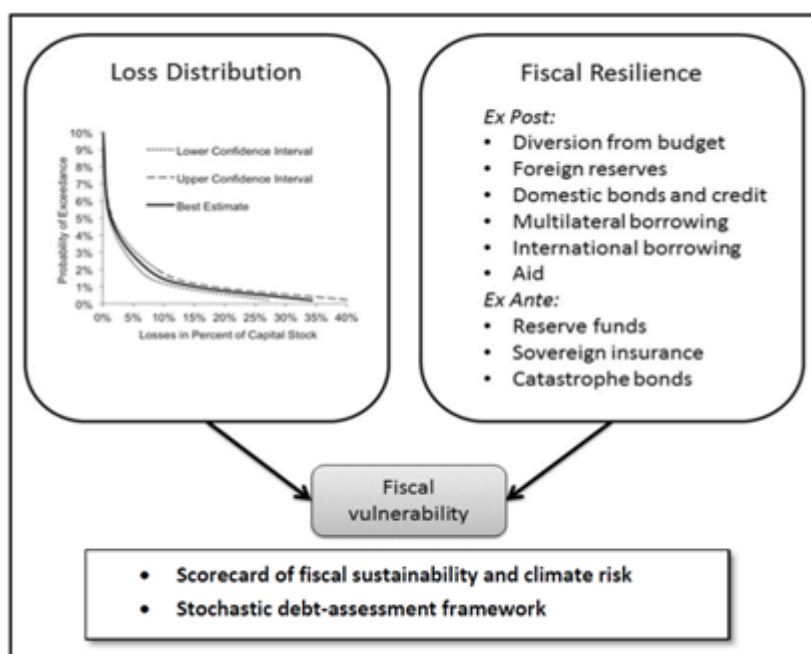 Loss Distribution
10%
9%
8%
7%
6%
5%
4%
3%
2%
1%
0%
Probability of Exceedance
Lower Confidence Interval
Upper Confidence Interval
Best Estimate
0% 5% 10% 15% 20% 25% 30% 35% 40%
Losses in Percent of Capital Stock
Fiscal Resilience
Ex Post:
• Diversion from budget
• Foreign reserves
• Domestic bonds and credit
• Multilateral borrowing
• International borrowing
• Aid
Ex Ante:
• Reserve funds
• Sovereign insurance
• Catastrophe bonds
Fiscal
vulnerability
• Scorecard of fiscal sustainability and climate risk
• Stochastic debt-assessment framework